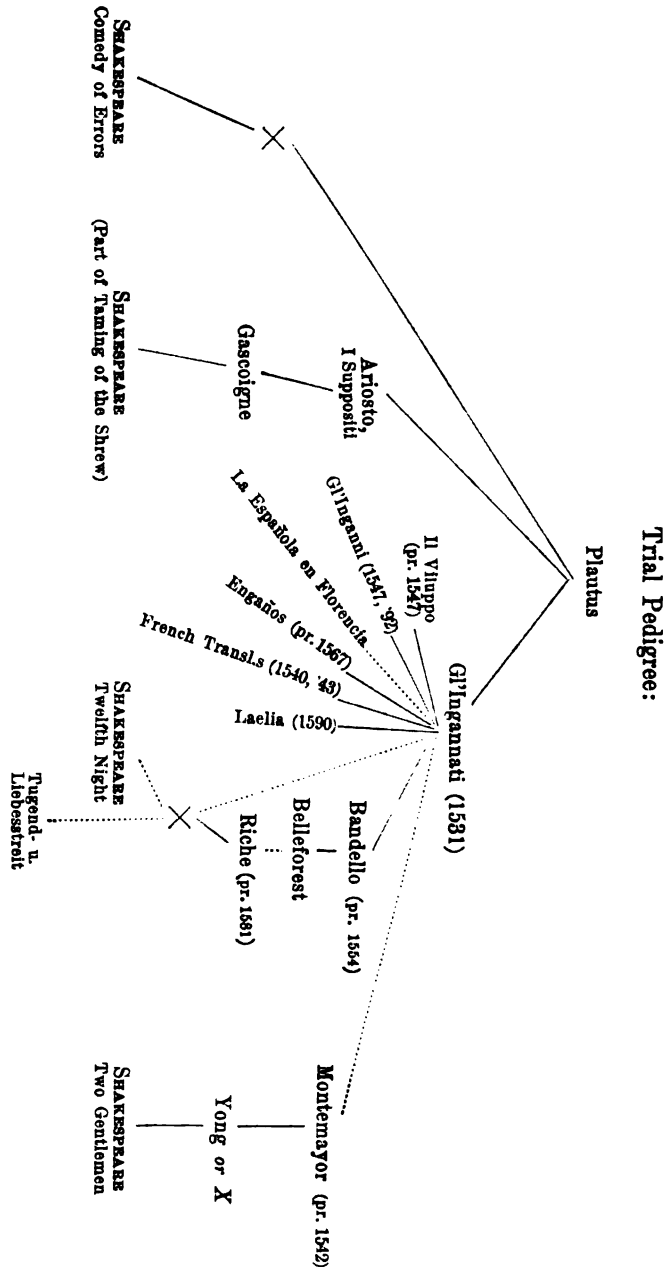 Trial Pedigree:
Plautus
Gl'Ingannati (1531)
Ariosto,
I Suppositi
Gascoigne
Il Viluppo
(pr. 1547)
Gl'Inganni (1547, '92)
La Española en Florencia
Engaños (pr. 1567)
French Transl.s (1540, '43)
Laelia (1590)
Bandello (pr. 1554)
Belleforest
Riche (pr. 1581)
Montemayor (pr. 1542)
Yong or X
SHAKESPEARE
Comedy of Errors
SHAKESPEARE
(Part of Taming of the Shrew)
SHAKESPEARE
Twelfth Night
Tugend- u.
Liebesstreit
SHAKESPEARE
Two Gentlemen